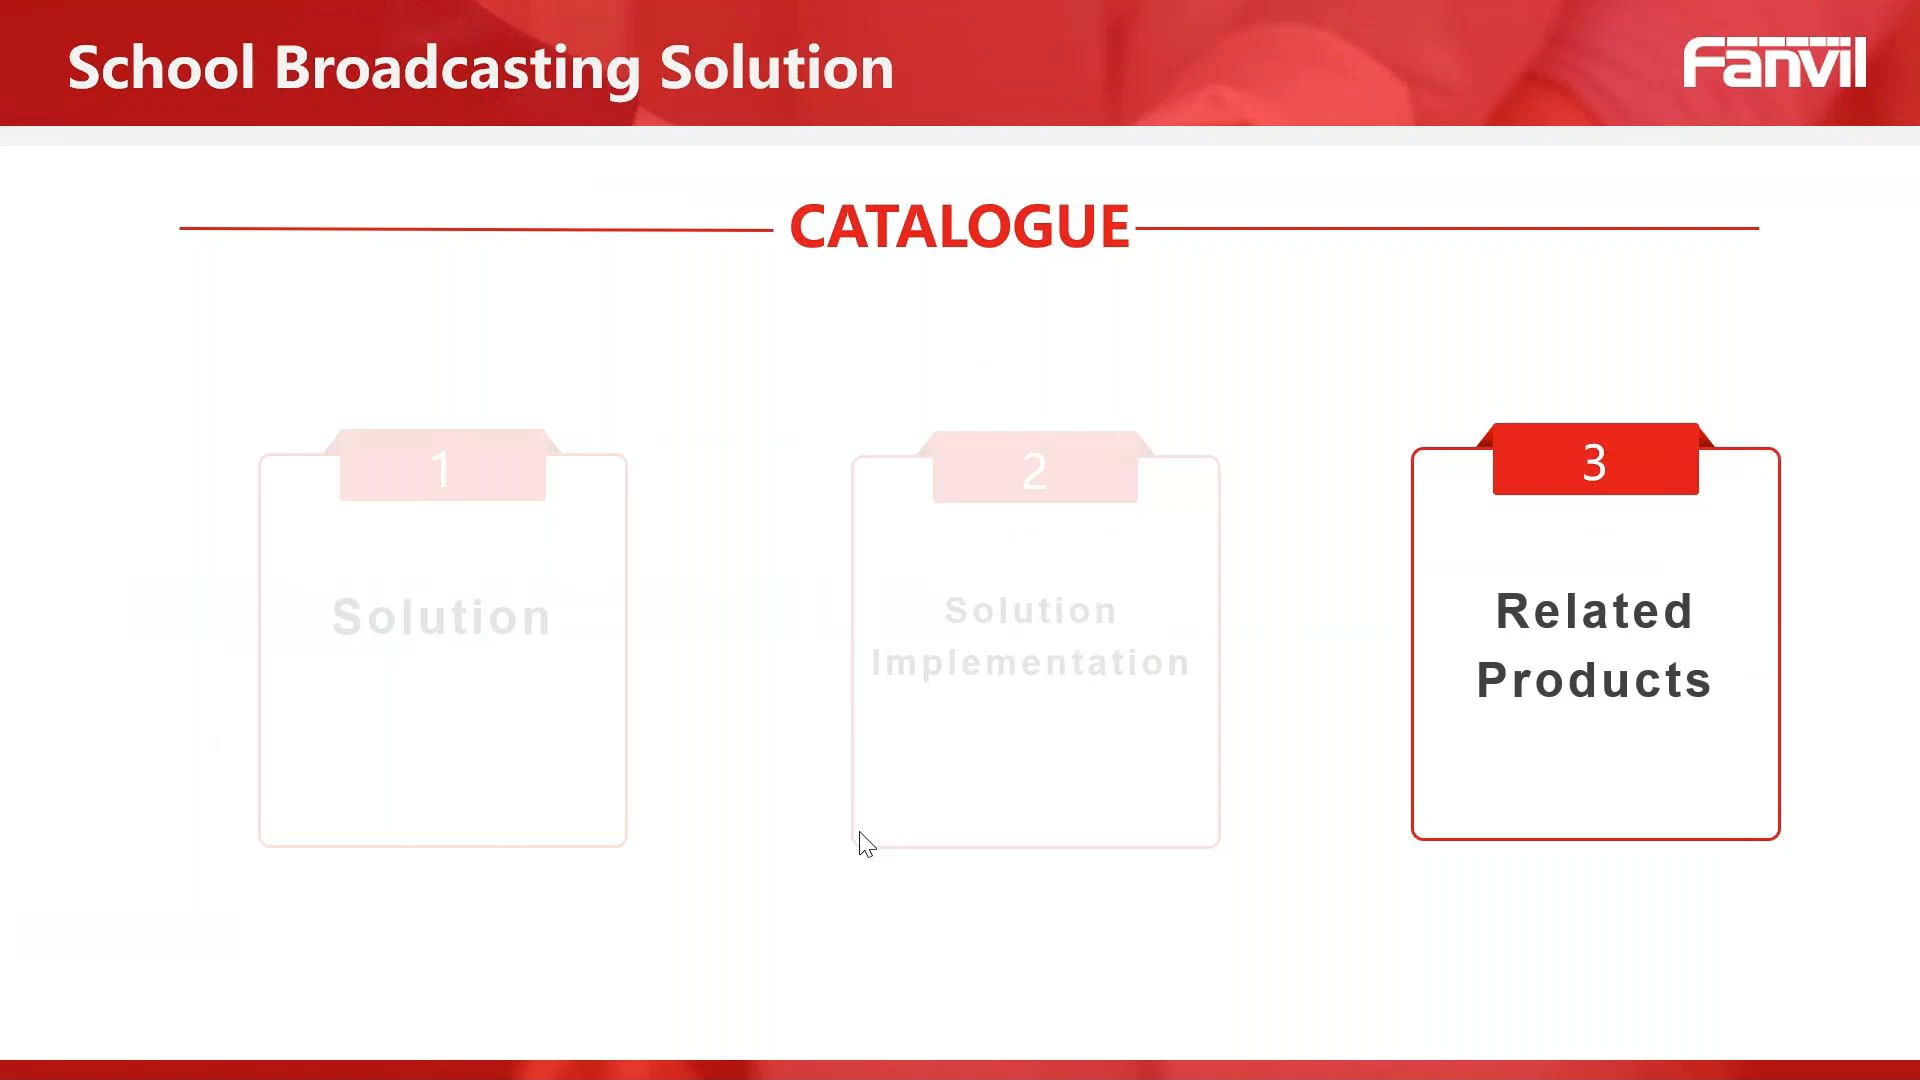 School Broadcasting Solution
Fanvil
CATALOGUE
1
Solution
2
Solution
Implementation
3
Related
Products